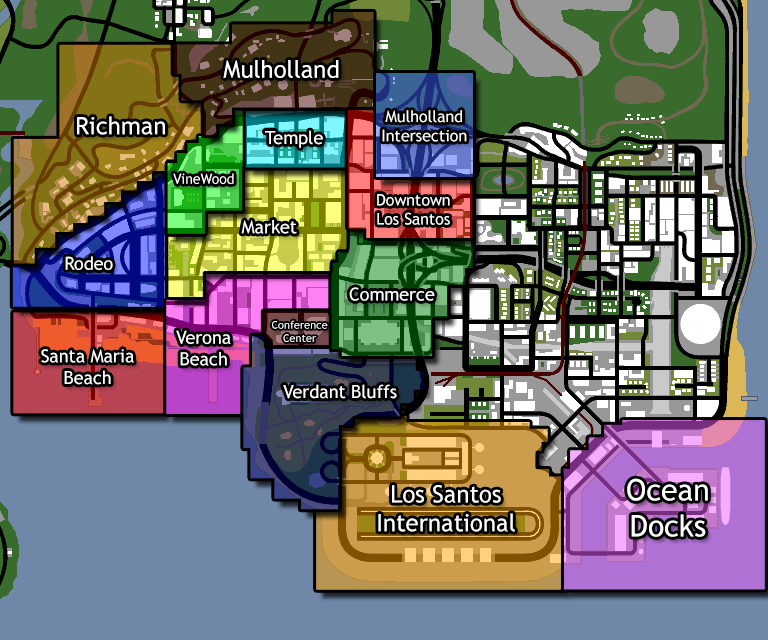 Mulholland
Richman
Mulholland
Intersection
Temple
VineWood
Downtown
Los Santos
Market
Rodeo
Commerce
Conference
Center
Verona
Beach
Santa Maria
Beach
Verdant Bluffs
Los Santos
International
Ocean
Docks